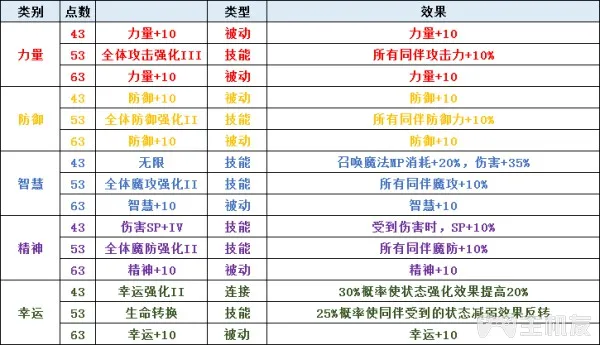 类别 点数 类型 效果
力量 43 力量+10 被动 力量+10
53 全体攻击强化III 技能 所有同伴攻击力+10%
63 力量+10 被动 力量+10
防御 43 防御+10 被动 防御+10
53 全体防御强化II 技能 所有同伴防御力+10%
63 防御+10 被动 防御+10
智慧 43 无限 技能 召唤魔法MP消耗+20%，伤害+35%
53 全体魔攻强化II 技能 所有同伴魔攻+10%
63 智慧+10 被动 智慧+10
精神 43 伤害SP+IV 技能 受到伤害时，SP+10%
53 全体魔防强化II 技能 所有同伴魔防+10%
63 精神+10 被动 精神+10
幸运 43 幸运强化II 连接 30%概率使状态强化效果提高20%
53 生命转换 技能 25%概率使同伴受到的状态减弱效果反转
63 幸运+10 被动 幸运+10